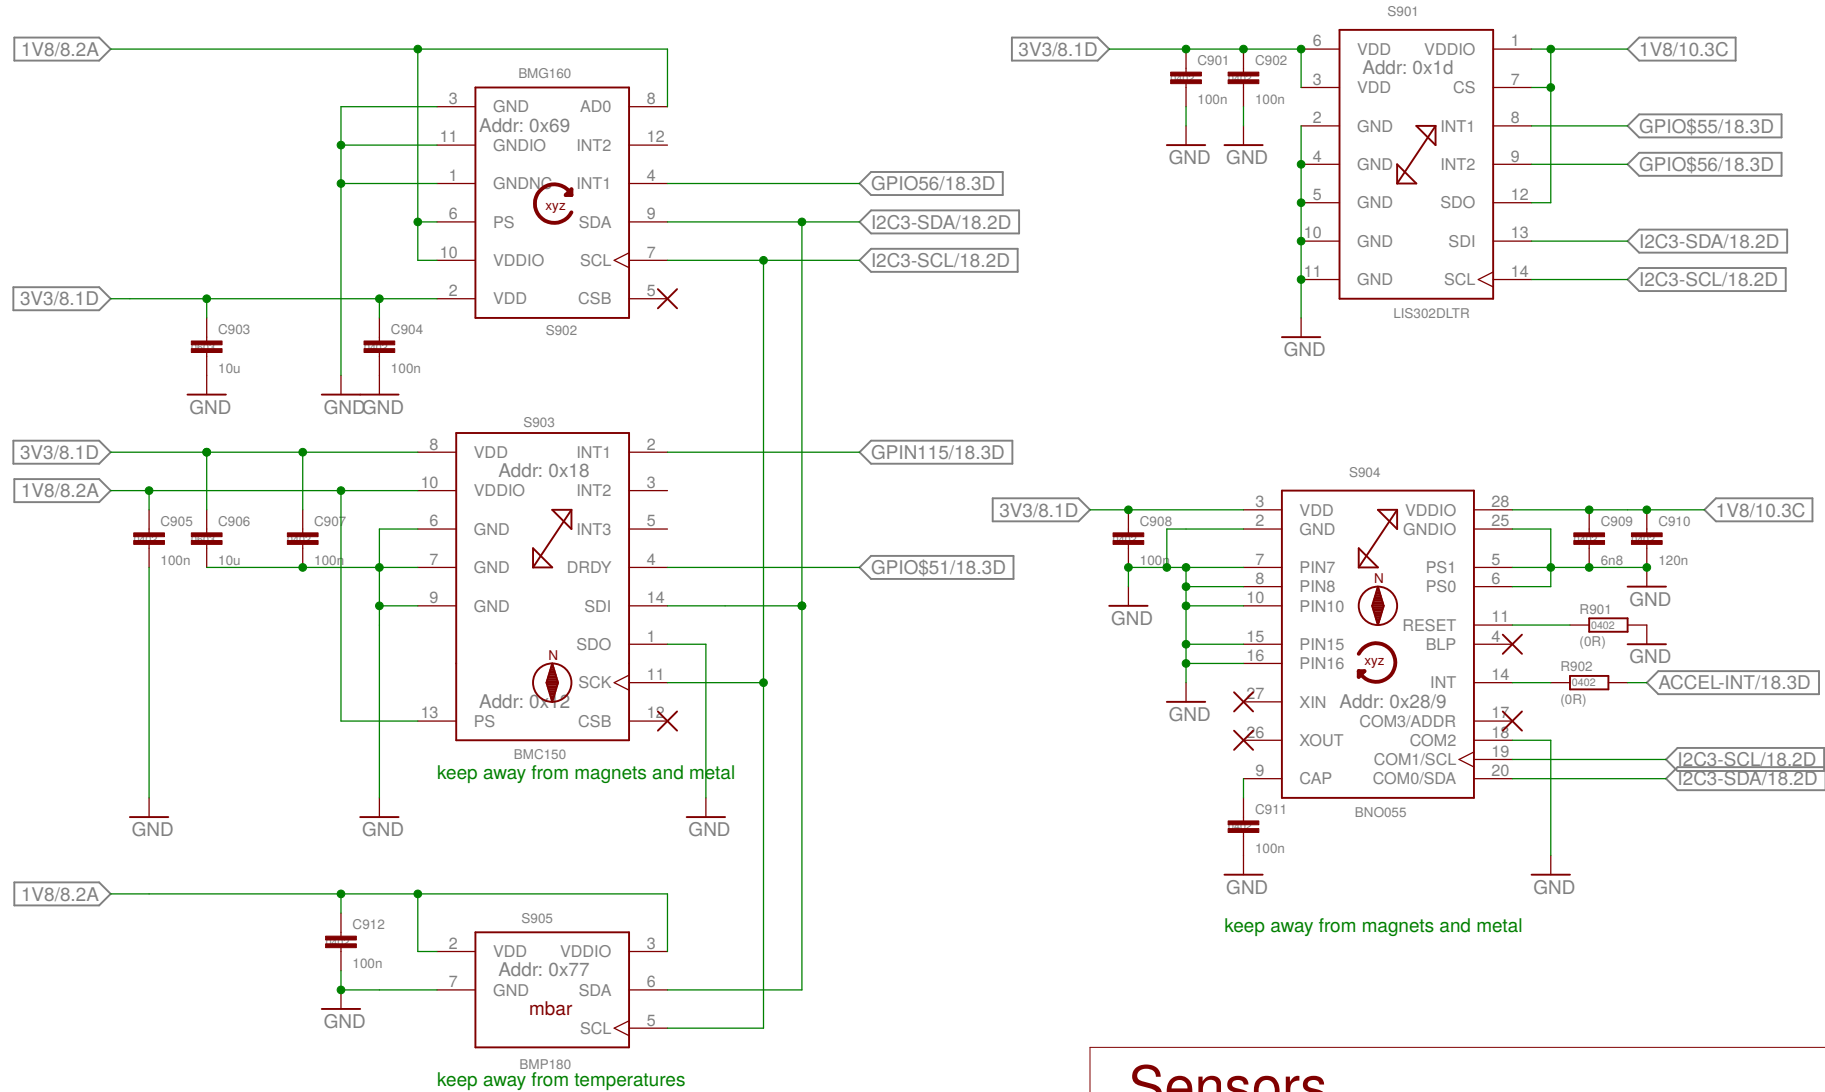 1V8/8.2A
BMG160
3 GND AD0 8
Addr: 0x69
11 GNDIO INT2 12
1 GNDNC INT1 4 GPIO56/18.3D
xyz
6 PS SDA 9 I2C3-SDA/18.2D
10 VDDIO SCL 7 I2C3-SCL/18.2D
3V3/8.1D 2 VDD CSB 5
S902
C903 10u GND
GND
C904 100n GND
S903
3V3/8.1D 8 VDD INT1 2 GPIN115/18.3D
Addr: 0x18
1V8/8.2A 10 VDDIO INT2 3
C905 100n
C906 10u
C907 100n
6 GND INT3 5
7 GND DRDY 4 GPIO$51/18.3D
9 GND SDI 14
SDO 1
N
SCK 11
Addr: 0x12
13 PS CSB 12
BMC150
keep away from magnets and metal
GND GND GND
1V8/8.2A
C912 100n
S905
2 VDD VDDIO 3
Addr: 0x77
7 GND SDA 6
mbar
GND
SCL 5
BMP180
keep away from temperatures
S901
3V3/8.1D 6 VDD VDDIO 1 1V8/10.3C
Addr: 0x1d
C901 100n GND
C902 100n GND
3 VDD CS 7
2 GND INT1 8 GPIO$55/18.3D
4 GND INT2 9 GPIO$56/18.3D
5 GND SDO 12
10 GND SDI 13 I2C3-SDA/18.2D
11 GND SCL 14 I2C3-SCL/18.2D
LIS302DLTR
GND
S904
3V3/8.1D 3 VDD VDDIO 28 1V8/10.3C
2 GND GNDIO 25
C908 100n GND
C909 6n8
C910 120n
GND
7 PIN7 PS1 5
8 PIN8 PS0 6
N
10 PIN10
RESET 11 R901 0402 (0R) GND
15 PIN15 BLP 4
16 PIN16
xyz
INT 14 R902 0402 (0R) ACCEL-INT/18.3D
GND
27 XIN Addr: 0x28/9
COM3/ADDR 17
26 XOUT COM2 18
COM1/SCL 19 I2C3-SCL/18.2D
9 CAP COM0/SDA 20 I2C3-SDA/18.2D
C911 100n GND
BNO055
GND
keep away from magnets and metal
Sensors